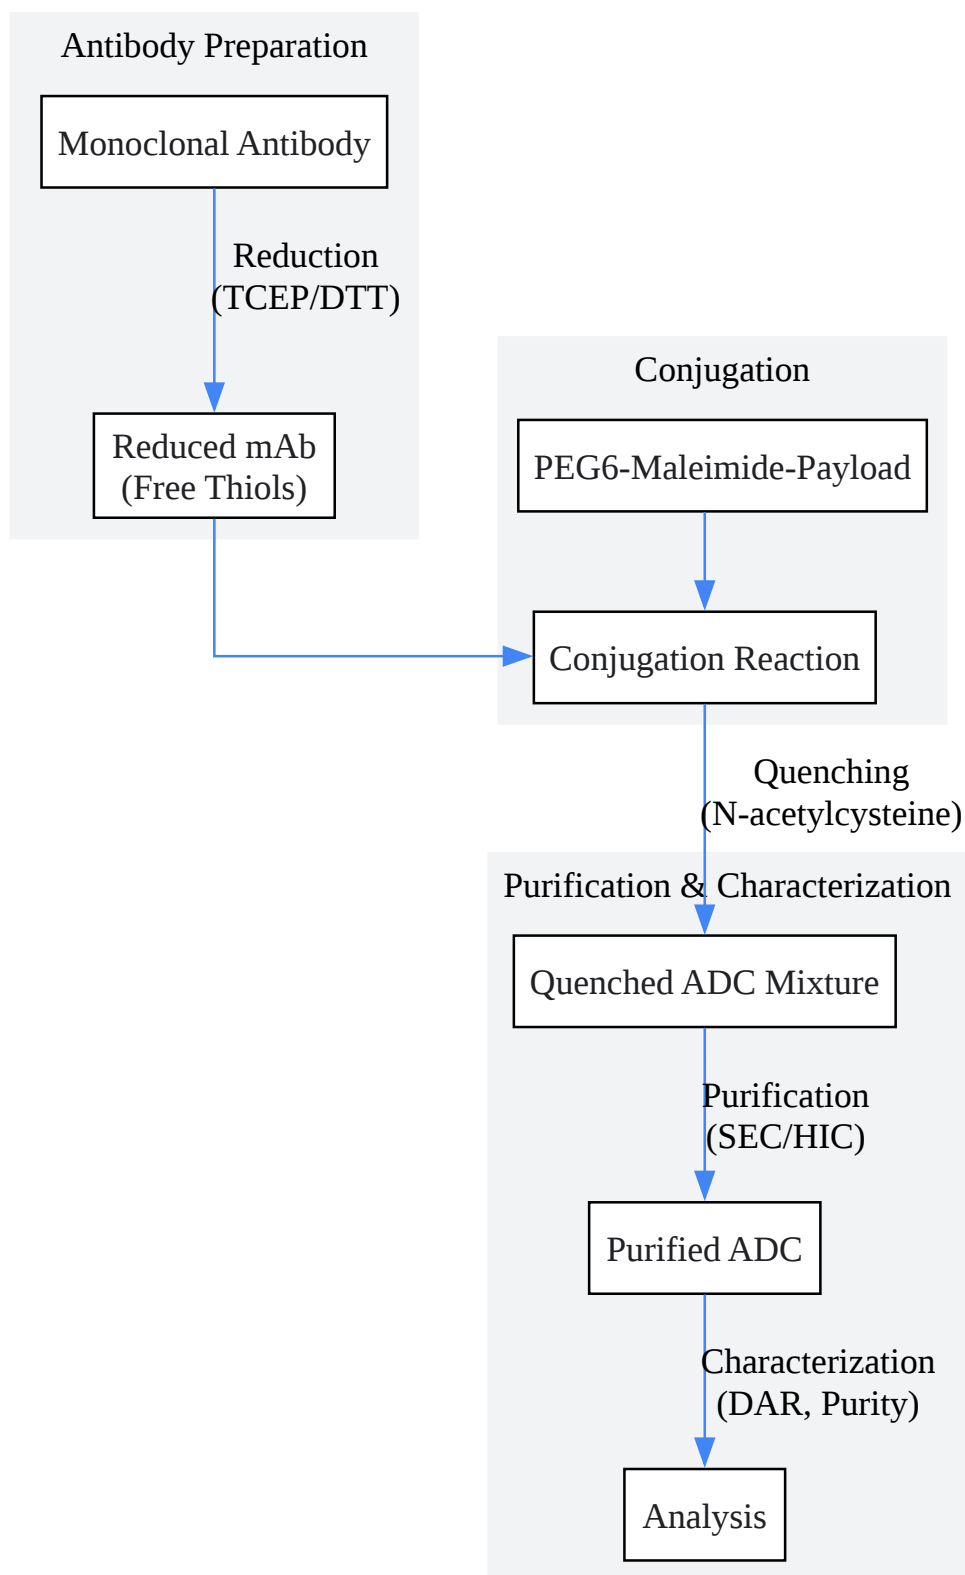 Antibody Preparation
Monoclonal Antibody
Reduction
(TCEP/DTT)
Reduced mAb
(Free Thiols)
Conjugation
PEG6-Maleimide-Payload
Conjugation Reaction
Quenching
(N-acetylcysteine)
Purification & Characterization
Quenched ADC Mixture
Purification
(SEC/HIC)
Purified ADC
Characterization
(DAR, Purity)
Analysis